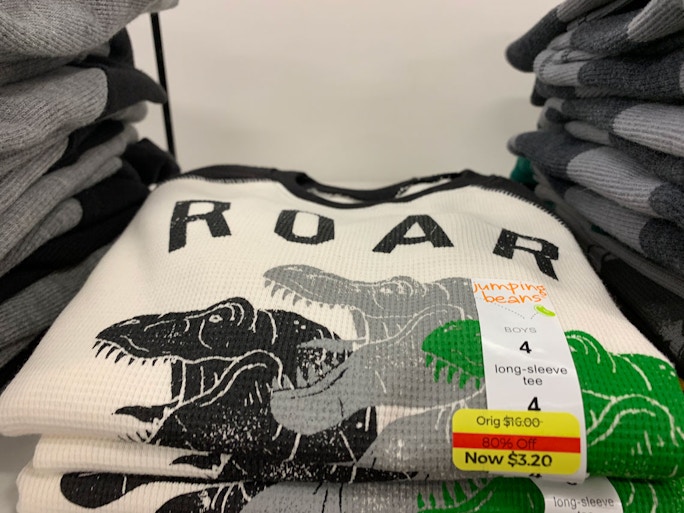 ROAR
jumping
beans
BOYS
4
long-sleeve
tee
4
Orig $16.00
80% Off
Now $3.20
long-sleeve